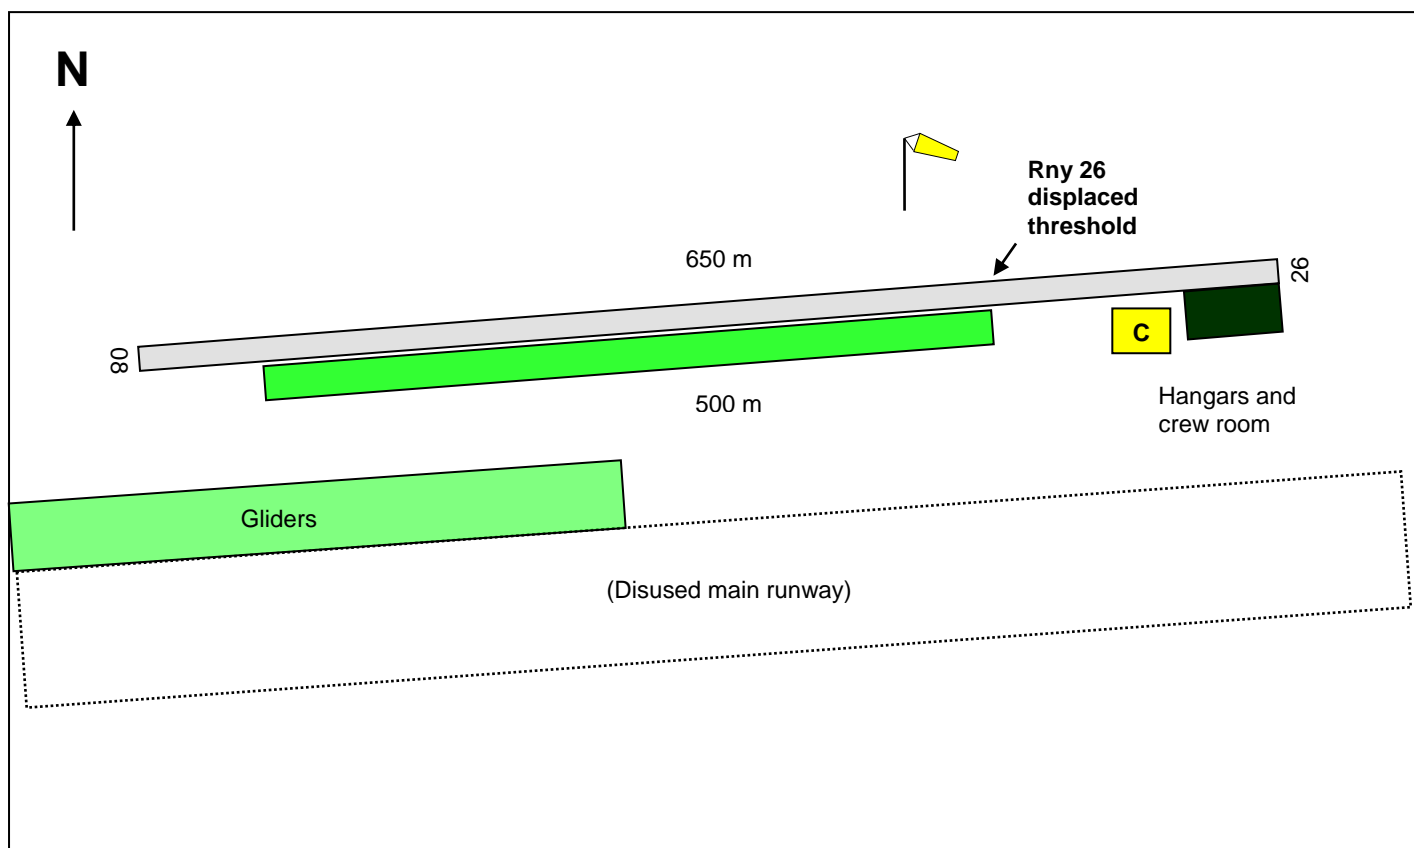 N
Rny 26
displaced
threshold
650 m
26
08
C
500 m
Hangars and
crew room
Gliders
(Disused main runway)